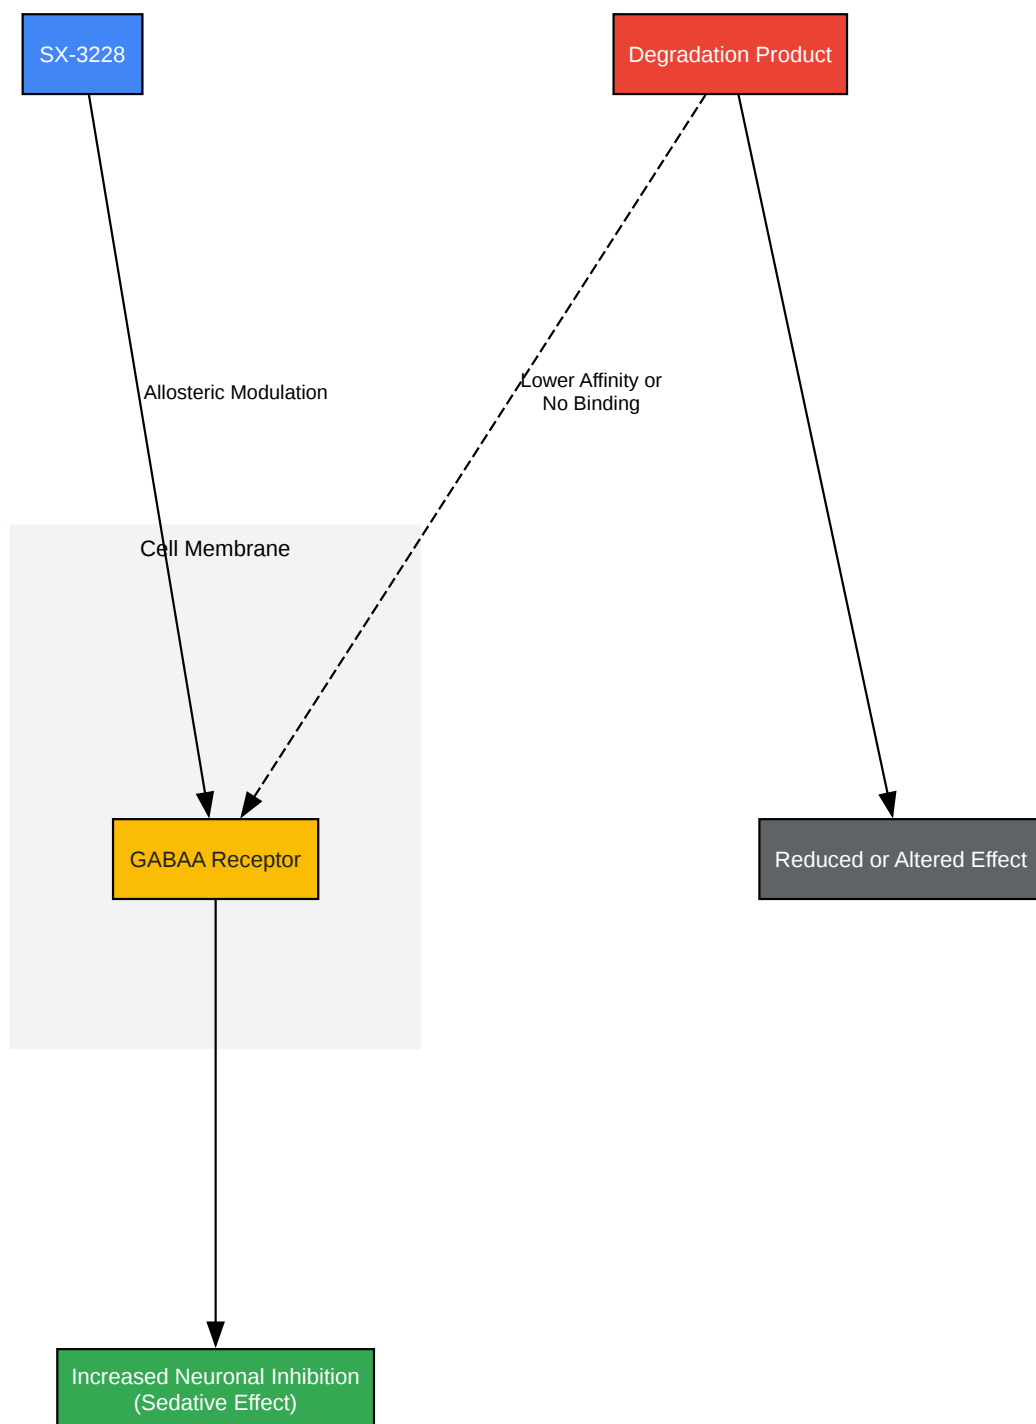 SX-3228
Degradation Product
Allosteric Modulation
Lower Affinity or
No Binding
Cell Membrane
GABAA Receptor
Reduced or Altered Effect
Increased Neuronal Inhibition
(Sedative Effect)